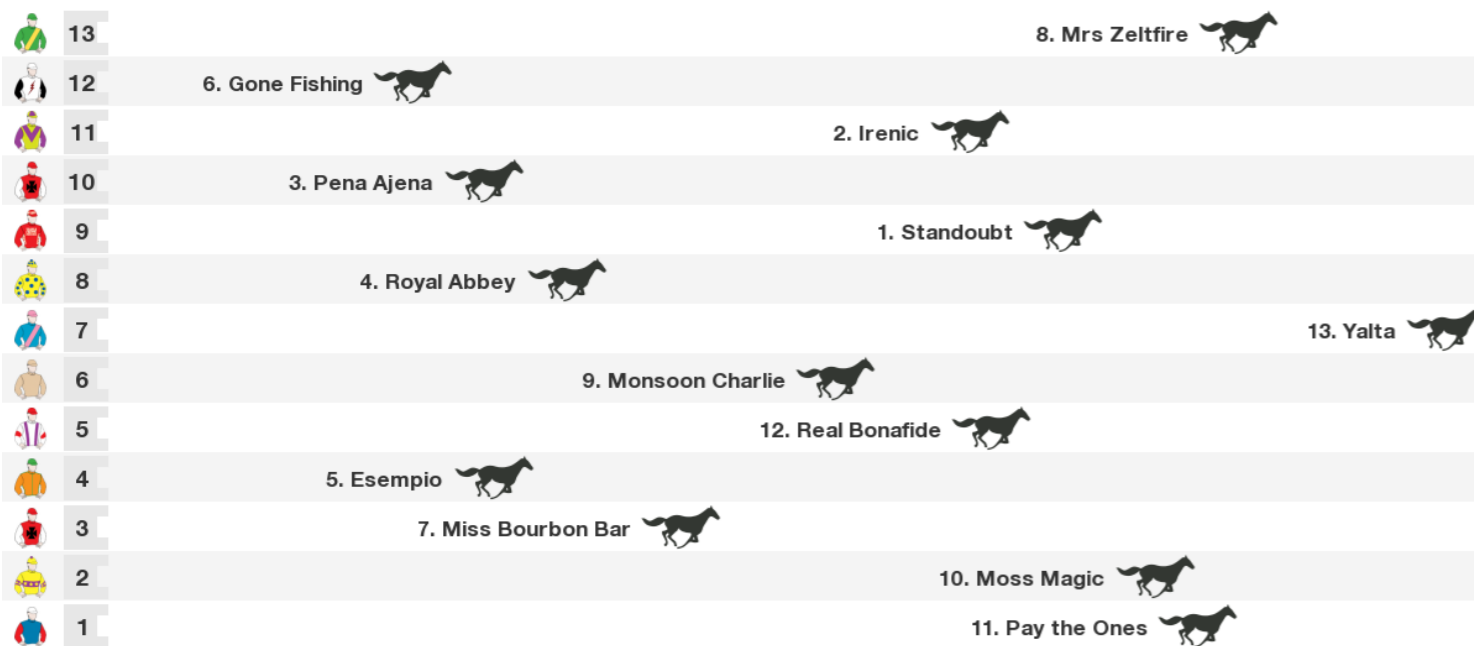 13 8. Mrs Zeltfire
12 6. Gone Fishing
11 2. Irenic
10 3. Pena Ajena
9 1. Standoubt
8 4. Royal Abbey
7 13. Yalta
6 9. Monsoon Charlie
5 12. Real Bonafide
4 5. Esempio
3 7. Miss Bourbon Bar
2 10. Moss Magic
1 11. Pay the Ones